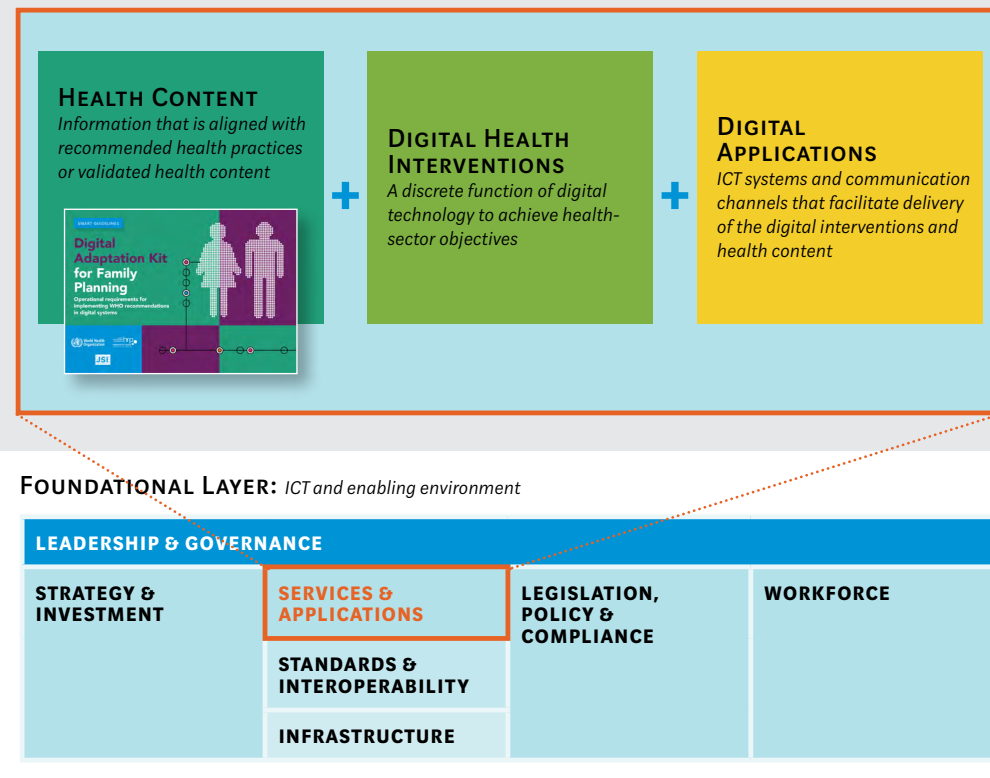 HEALTH CONTENT
Information that is aligned with
recommended health practices
or validated health content
SMART GUIDELINES
Digital
Adaptation Kit
for Family
Planning
Operational requirements for
implementing WHO recommendations
in digital systems
World Health
Organization
JSI
+
DIGITAL HEALTH
INTERVENTIONS
A discrete function of digital
technology to achieve health-
sector objectives
+
DIGITAL
APPLICATIONS
ICT systems and communication
channels that facilitate delivery
of the digital interventions and
health content
FOUNDATIONAL LAYER: ICT and enabling environment
LEADERSHIP & GOVERNANCE
STRATEGY &
INVESTMENT
SERVICES &
APPLICATIONS
STANDARDS &
INTEROPERABILITY
INFRASTRUCTURE
LEGISLATION,
POLICY &
COMPLIANCE
WORKFORCE